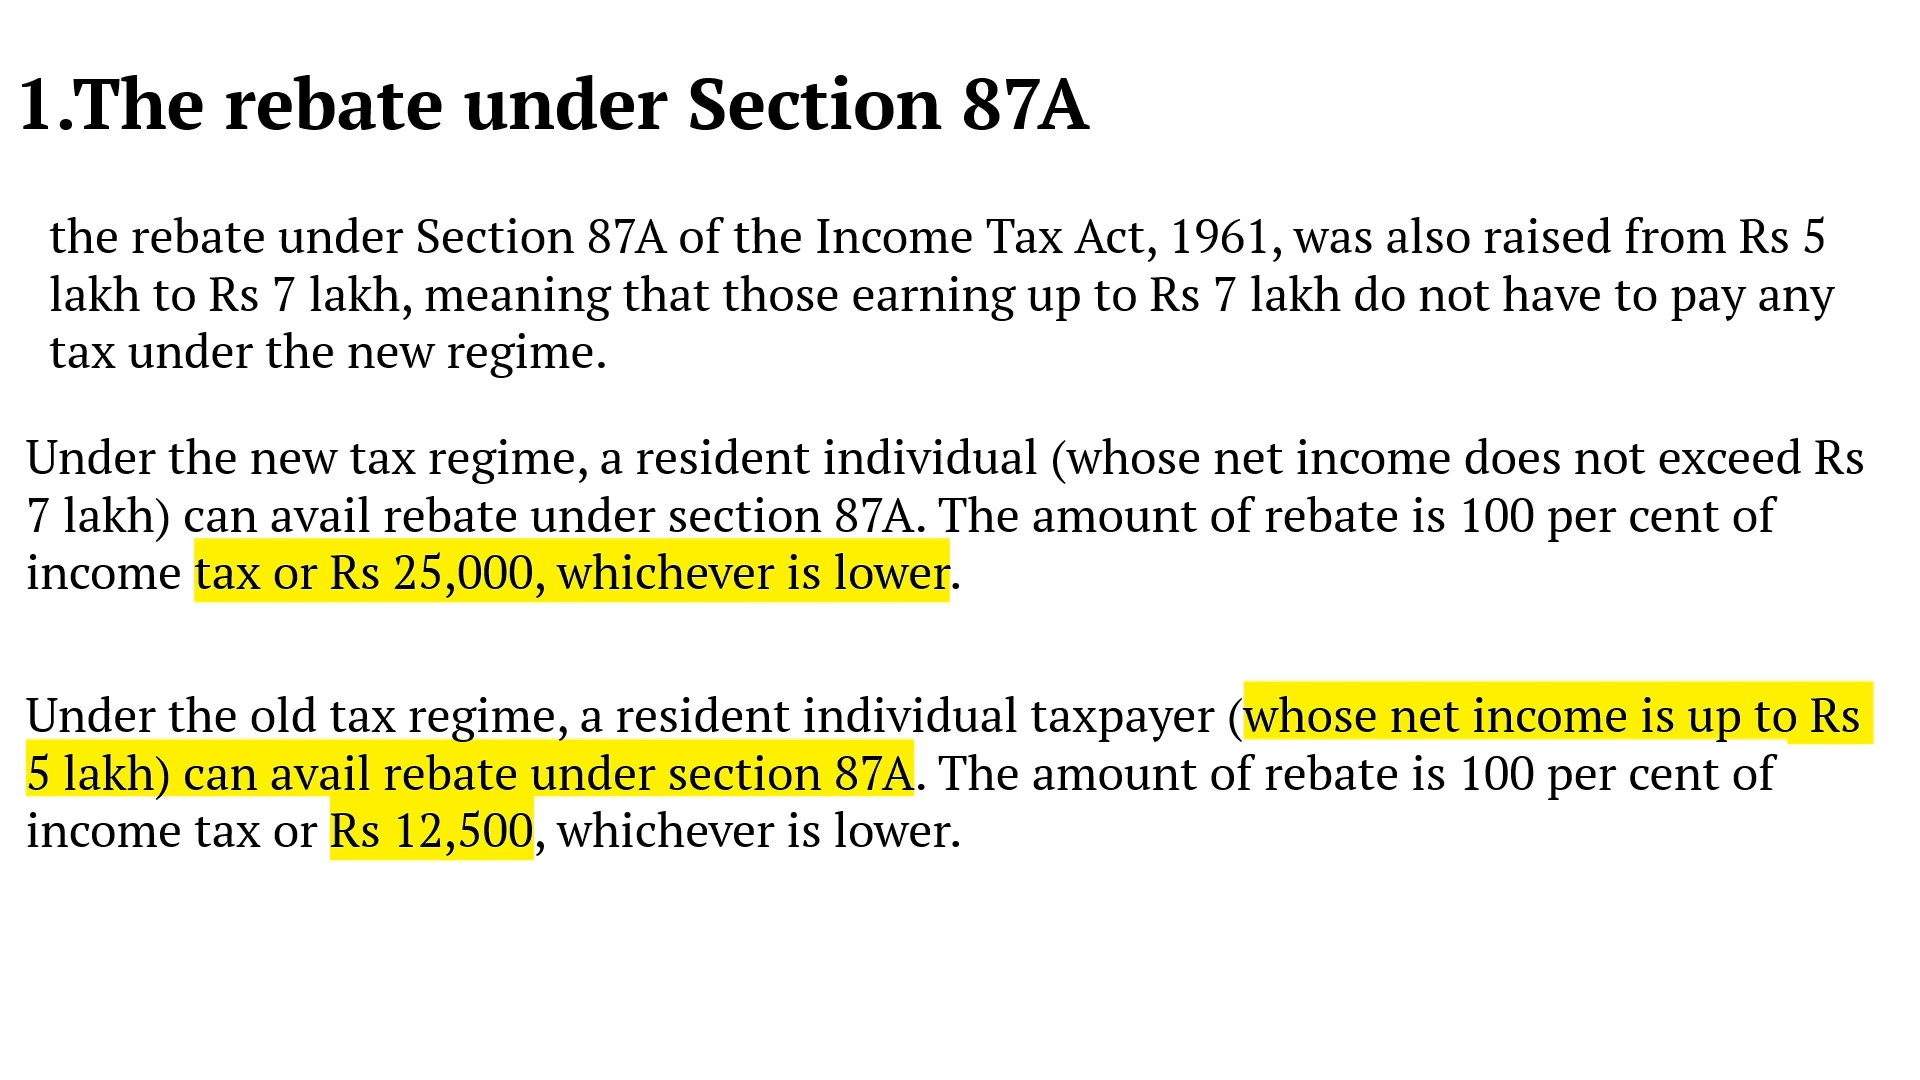 1.The rebate under Section 87A
the rebate under Section 87A of the Income Tax Act, 1961, was also raised from Rs 5
lakh to Rs 7 lakh, meaning that those earning up to Rs 7 lakh do not have to pay any
tax under the new regime.
Under the new tax regime, a resident individual (whose net income does not exceed Rs
7 lakh) can avail rebate under section 87A. The amount of rebate is 100 per cent of
income tax or Rs 25,000, whichever is lower.
Under the old tax regime, a resident individual taxpayer (whose net income is up to Rs
5 lakh) can avail rebate under section 87A. The amount of rebate is 100 per cent of
income tax or Rs 12,500, whichever is lower.